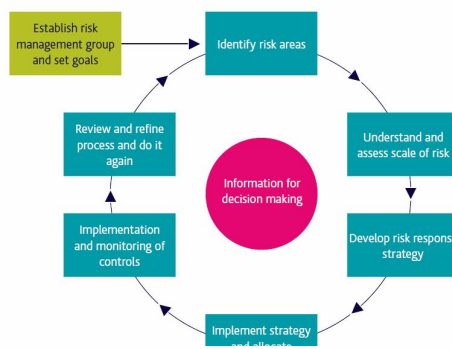 Establish risk
management group
and set goals
Identify risk areas
Understand and
assess scale of risk
Develop risk respons
strategy
Implement strategy
and allocate
Implementation
and monitoring of
controls
Review and refine
process and do it
again
Information for
decision making